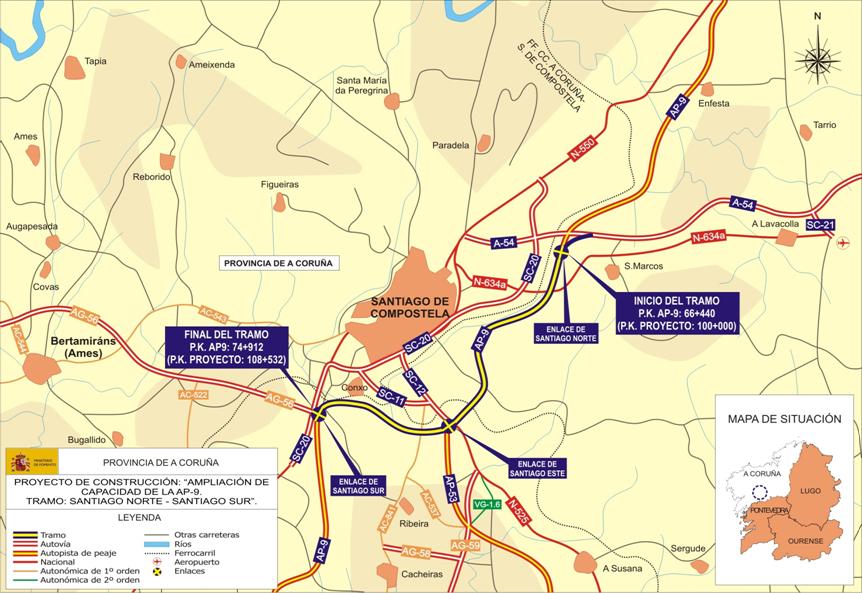 N
Tapia
Ameixenda
Santa María
da Peregrina
FF. CC. A CORUÑA-
S. DE COMPOSTELA
AP-9
Enfesta
Tarrio
Ames
Paradela
N-550
Reborido
Figueiras
A-54
A Lavacolla
SC-21
Augapesada
A-54
N-634a
SC-20
Covas
PROVINCIA DE A CORUÑA
S.Marcos
N-634a
SANTIAGO DE
COMPOSTELA
INICIO DEL TRAMO
P.K. AP-9: 66+440
(P.K. PROYECTO: 100+000)
AG-56
AC-543
AC-544
Bertamiráns
(Ames)
FINAL DEL TRAMO
P.K. AP9: 74+912
(P.K. PROYECTO: 108+532)
ENLACE DE
SANTIAGO NORTE
AP-9
SC-20
SC-12
Conxo
SC-11
AC-522
AG-56
MAPA DE SITUACIÓN
A CORUÑA
LUGO
PONTEVEDRA
OURENSE
Bugallido
SC-20
ENLACE DE
SANTIAGO SUR
ENLACE DE
SANTIAGO ESTE
AP-53
VG-1.6
N-525
AC-841
AC-537
Ribeira
AP-9
AG-58
AG-59
Cacheiras
A Susana
Sergude
MINISTERIO
DE FOMENTO
PROVINCIA DE A CORUÑA
PROYECTO DE CONSTRUCCIÓN: "AMPLIACIÓN DE
CAPACIDAD DE LA AP-9.
TRAMO: SANTIAGO NORTE - SANTIAGO SUR".
LEYENDA
Tramo
Autovía
Autopista de peaje
Nacional
Autonómica de 1º orden
Autonómica de 2º orden
Otras carreteras
Ríos
Ferrocarril
Aeropuerto
Enlaces